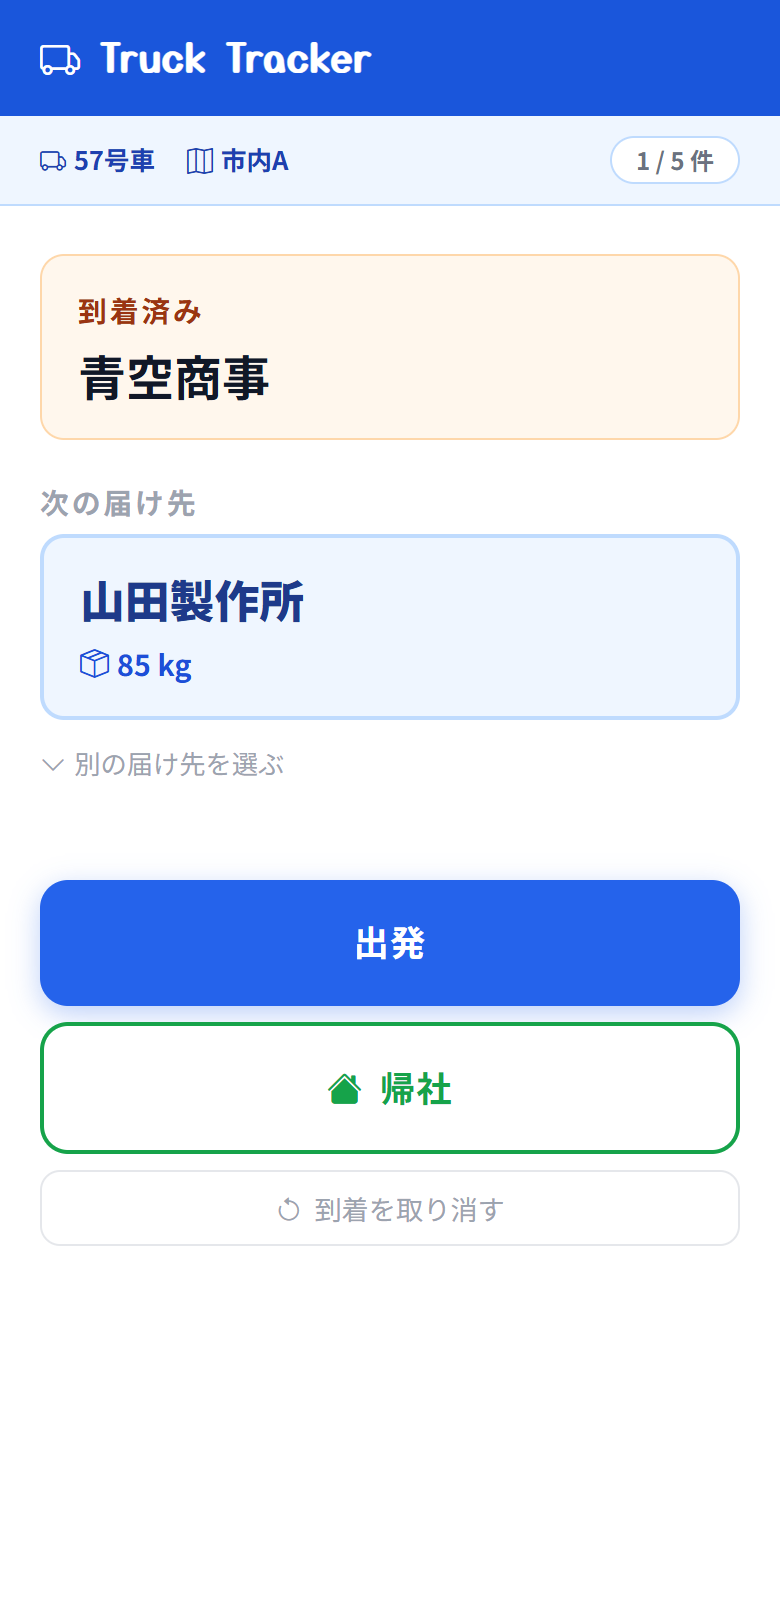 Truck Tracker
57号車 市内A 1 / 5 件
到着済み
青空商事
次の届け先
山田製作所
85 kg
別の届け先を選ぶ
出発
帰社
到着を取り消す